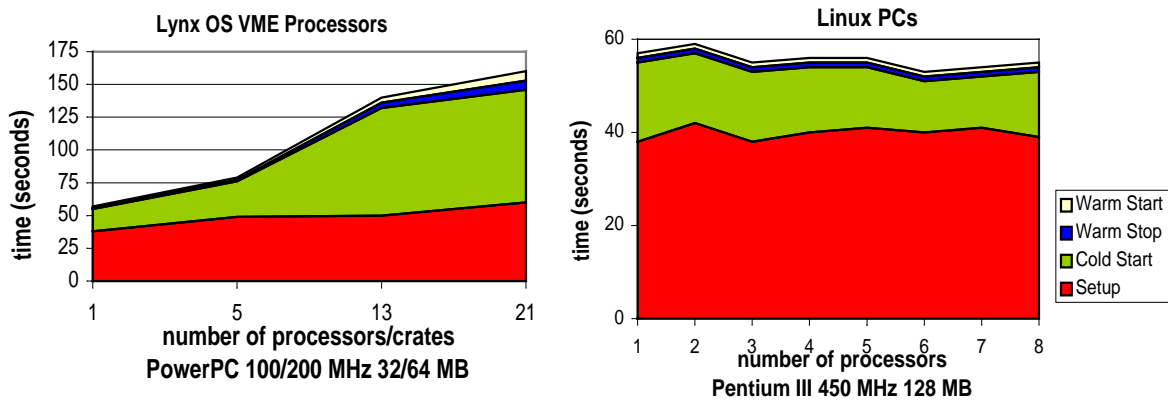 Lynx OS VME Processors
175
150
125
100
75
50
25
0
time (seconds)
1 5 13 21
number of processors/crates
PowerPC 100/200 MHz 32/64 MB
Linux PCs
60
40
20
0
time (seconds)
1 2 3 4 5 6 7 8
number of processors
Pentium III 450 MHz 128 MB
Warm Start
Warm Stop
Cold Start
Setup